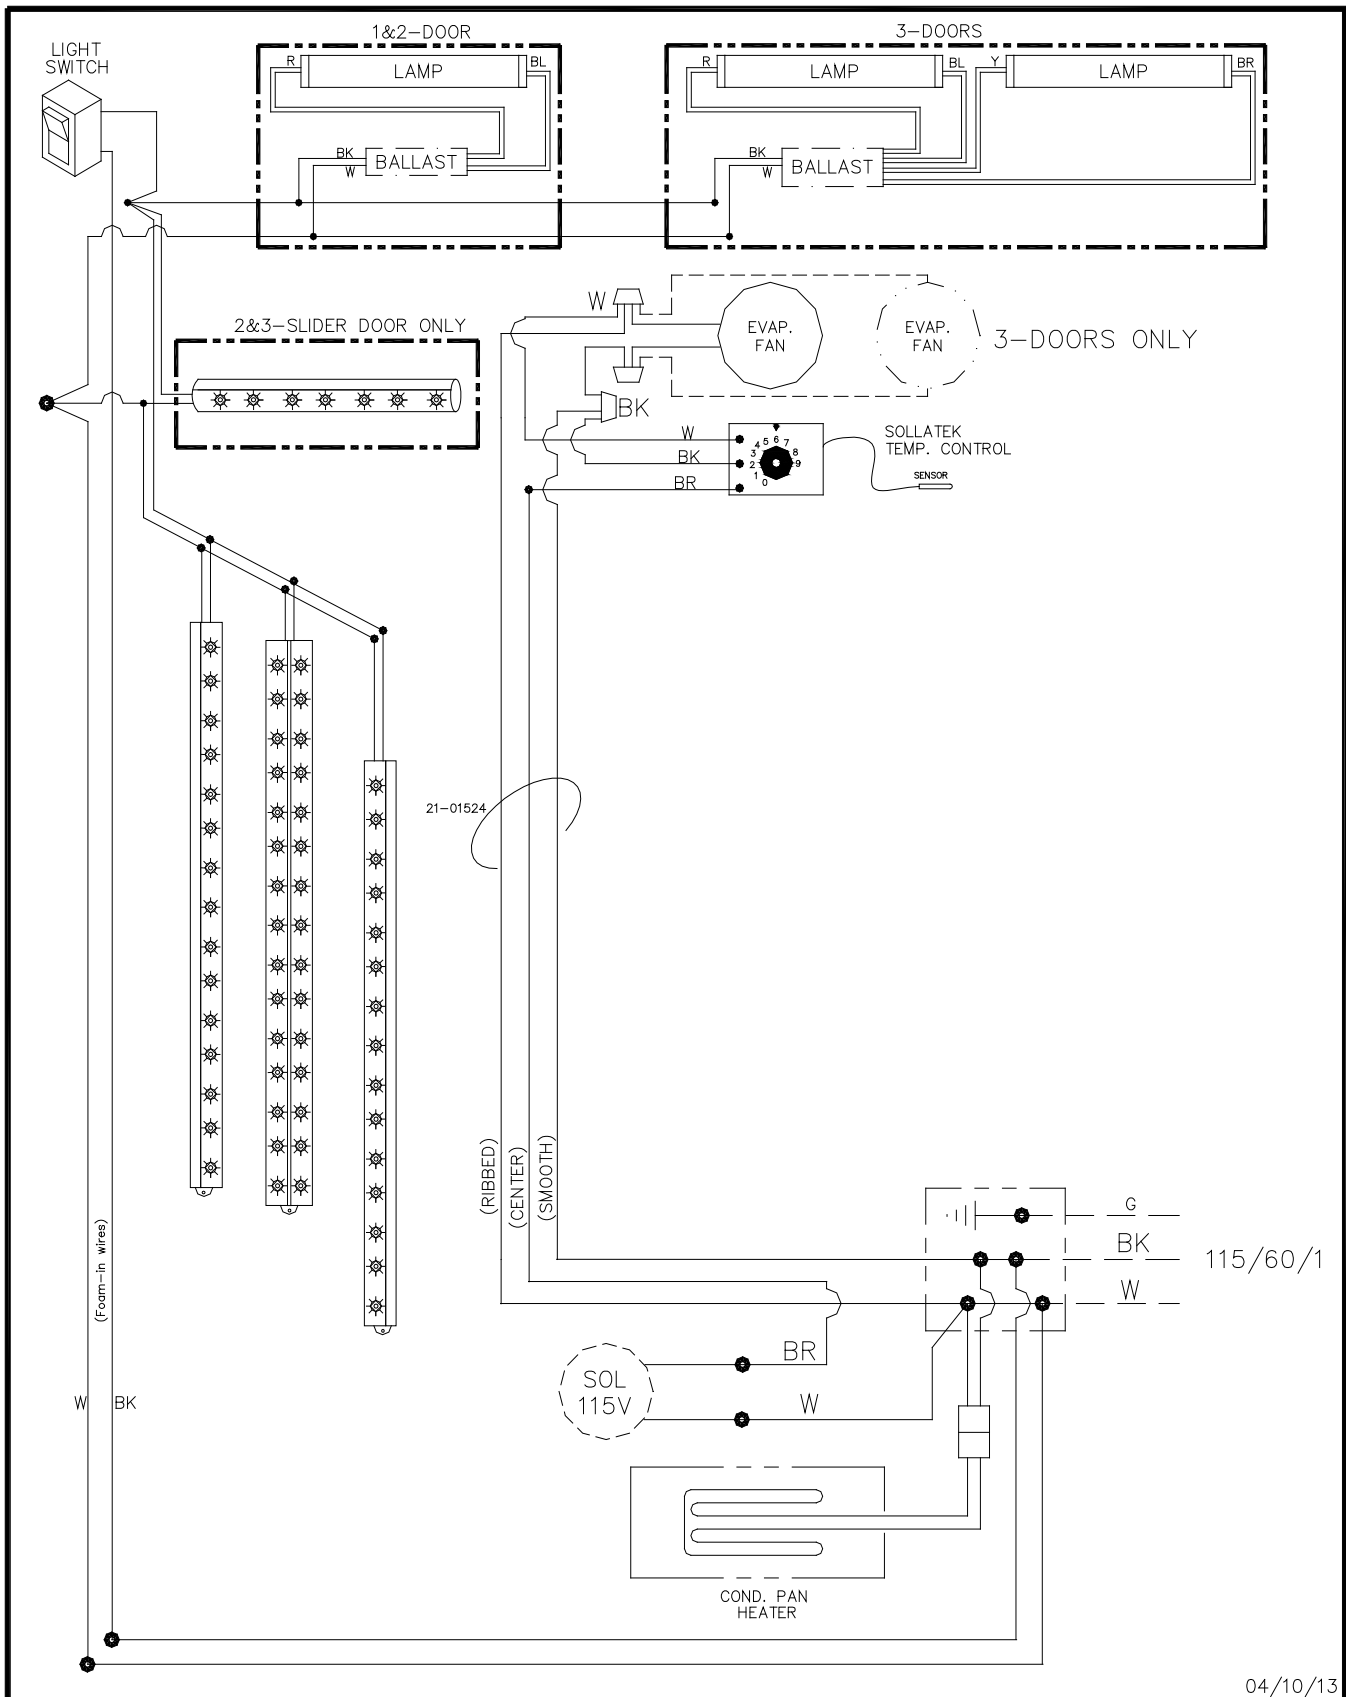 1&2-DOOR
3-DOORS
LIGHT
SWITCH
R
LAMP
BL
R
LAMP
BL
Y
LAMP
BR
BK
W
BALLAST
BK
W
BALLAST
2&3-SLIDER DOOR ONLY
W
EVAP.
FAN
EVAP.
FAN
3-DOORS ONLY
BK
W
BK
BR
0
1
2
3
4
5
6
7
8
9
SOLLATEK
TEMP. CONTROL
SENSOR
21-01524
(RIBBED)
(CENTER)
(SMOOTH)
G
BK
115/60/1
W
(Foam-in wires)
W
BK
SOL
115V
BR
W
COND. PAN
HEATER
04/10/13